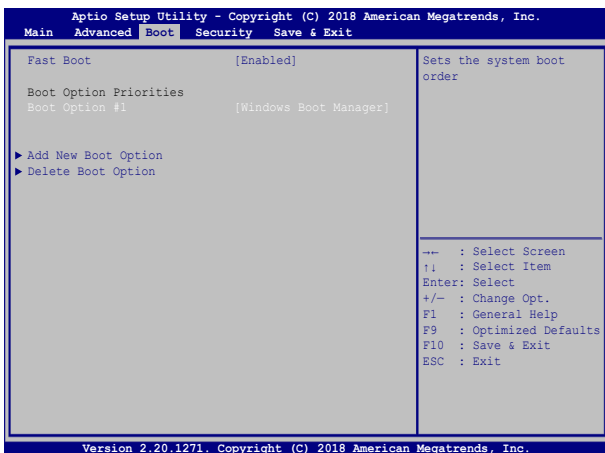 Aptio Setup Utility - Copyright (C) 2018 American Megatrends, Inc.
Main Advanced Boot Security Save & Exit
Fast Boot [Enabled]
Boot Option Priorities
Boot Option #1 [Windows Boot Manager]
► Add New Boot Option
► Delete Boot Option
Sets the system boot
order
→← : Select Screen
↑↓ : Select Item
Enter: Select
+/— : Change Opt.
F1 : General Help
F9 : Optimized Defaults
F10 : Save & Exit
ESC : Exit
Version 2.20.1271. Copyright (C) 2018 American Megatrends, Inc.